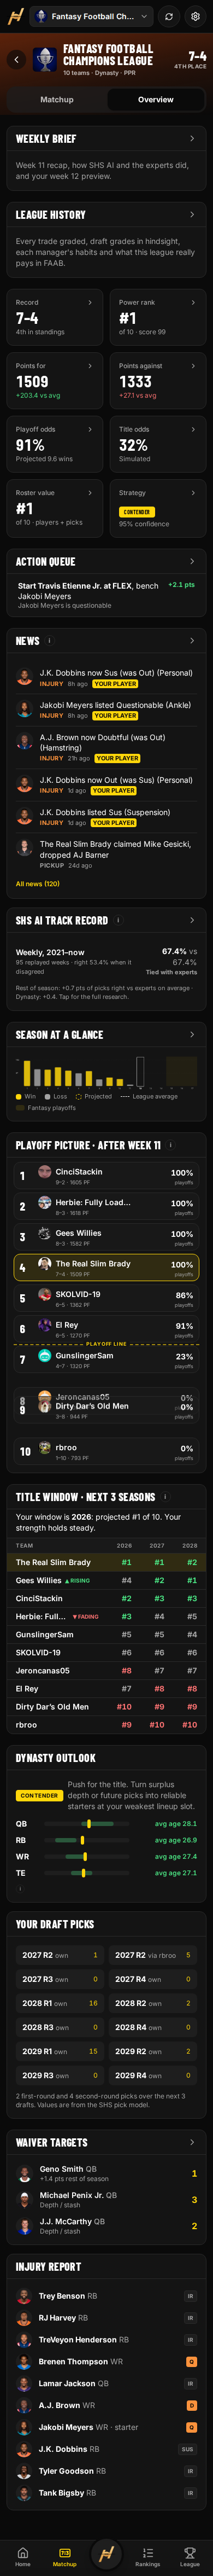 Fantasy Football Ch...
FANTASY FOOTBALL
CHAMPIONS LEAGUE
10 teams · Dynasty · PPR
7-4
4TH PLACE
Matchup
Overview
WEEKLY BRIEF
Week 11 recap, how SHS AI and the experts did,
and your week 12 preview.
LEAGUE HISTORY
Every trade graded, draft grades in hindsight,
each manager's habits and what this league really
pays in FAAB.
Record
7-4
4th in standings
Power rank
#1
of 10 · score 99
Points for
1509
+203.4 vs avg
Points against
1333
+27.1 vs avg
Playoff odds
91%
Projected 9.6 wins
Title odds
32%
Simulated
Roster value
#1
of 10 · players + picks
Strategy
CONTENDER
95% confidence
ACTION QUEUE
Start Travis Etienne Jr. at FLEX, bench
Jakobi Meyers
+2.1 pts
Jakobi Meyers is questionable
NEWS i
J.K. Dobbins now Sus (was Out) (Personal)
INJURY 8h ago YOUR PLAYER
Jakobi Meyers listed Questionable (Ankle)
INJURY 8h ago YOUR PLAYER
A.J. Brown now Doubtful (was Out)
(Hamstring)
INJURY 21h ago YOUR PLAYER
J.K. Dobbins now Out (was Sus) (Personal)
INJURY 1d ago YOUR PLAYER
J.K. Dobbins listed Sus (Suspension)
INJURY 1d ago YOUR PLAYER
The Real Slim Brady claimed Mike Gesicki,
dropped AJ Barner
PICKUP 24d ago
All news (120)
SHS AI TRACK RECORD i
Weekly, 2021–now
95 replayed weeks · right 53.4% when it
disagreed
67.4% vs
67.4%
Tied with experts
Rest of season: +0.7 pts of picks right vs experts on average ·
Dynasty: +0.4. Tap for the full research.
SEASON AT A GLANCE
Win
Loss
Projected
League average
Fantasy playoffs
PLAYOFF PICTURE · AFTER WEEK 11 i
1 CinciStackin 100%
9-2 · 1605 PF playoffs
2 Herbie: Fully Load... 100%
8-3 · 1618 PF playoffs
3 Gees Willies 100%
8-3 · 1582 PF playoffs
4 The Real Slim Brady 100%
7-4 · 1509 PF playoffs
5 SKOLVID-19 86%
6-5 · 1362 PF playoffs
6 El Rey 91%
6-5 · 1270 PF playoffs
PLAYOFF LINE
7 GunslingerSam 23%
4-7 · 1320 PF playoffs
8 Jeroncanas05 0%
9 Dirty Dar's Old Men 0%
3-8 · 944 PF playoffs
10 rbroo 0%
1-10 · 793 PF playoffs
TITLE WINDOW · NEXT 3 SEASONS i
Your window is 2026: projected #1 of 10. Your
strength holds steady.
TEAM 2026 2027 2028
The Real Slim Brady #1 #1 #2
Gees Willies ▲RISING #4 #2 #1
CinciStackin #2 #3 #3
Herbie: Full... ▼FADING #3 #4 #5
GunslingerSam #5 #5 #4
SKOLVID-19 #6 #6 #6
Jeroncanas05 #8 #7 #7
El Rey #7 #8 #8
Dirty Dar's Old Men #10 #9 #9
rbroo #9 #10 #10
DYNASTY OUTLOOK
CONTENDER
Push for the title. Turn surplus
depth or future picks into reliable
starters at your weakest lineup slot.
QB avg age 28.1
RB avg age 26.9
WR avg age 27.4
TE avg age 27.1
i
YOUR DRAFT PICKS
2027 R2 own 1
2027 R2 via rbroo 5
2027 R3 own 0
2027 R4 own 0
2028 R1 own 16
2028 R2 own 2
2028 R3 own 0
2028 R4 own 0
2029 R1 own 15
2029 R2 own 2
2029 R3 own 0
2029 R4 own 0
2 first-round and 4 second-round picks over the next 3
drafts. Values are from the SHS pick model.
WAIVER TARGETS
Geno Smith QB 1
+1.4 pts rest of season
Michael Penix Jr. QB 3
Depth / stash
J.J. McCarthy QB 2
Depth / stash
INJURY REPORT
Trey Benson RB IR
RJ Harvey RB IR
TreVeyon Henderson RB IR
Brenen Thompson WR Q
Lamar Jackson QB IR
A.J. Brown WR D
Jakobi Meyers WR · starter Q
J.K. Dobbins RB SUS
Tyler Goodson RB IR
Tank Bigsby RB IR
Home
Matchup
Rankings
League